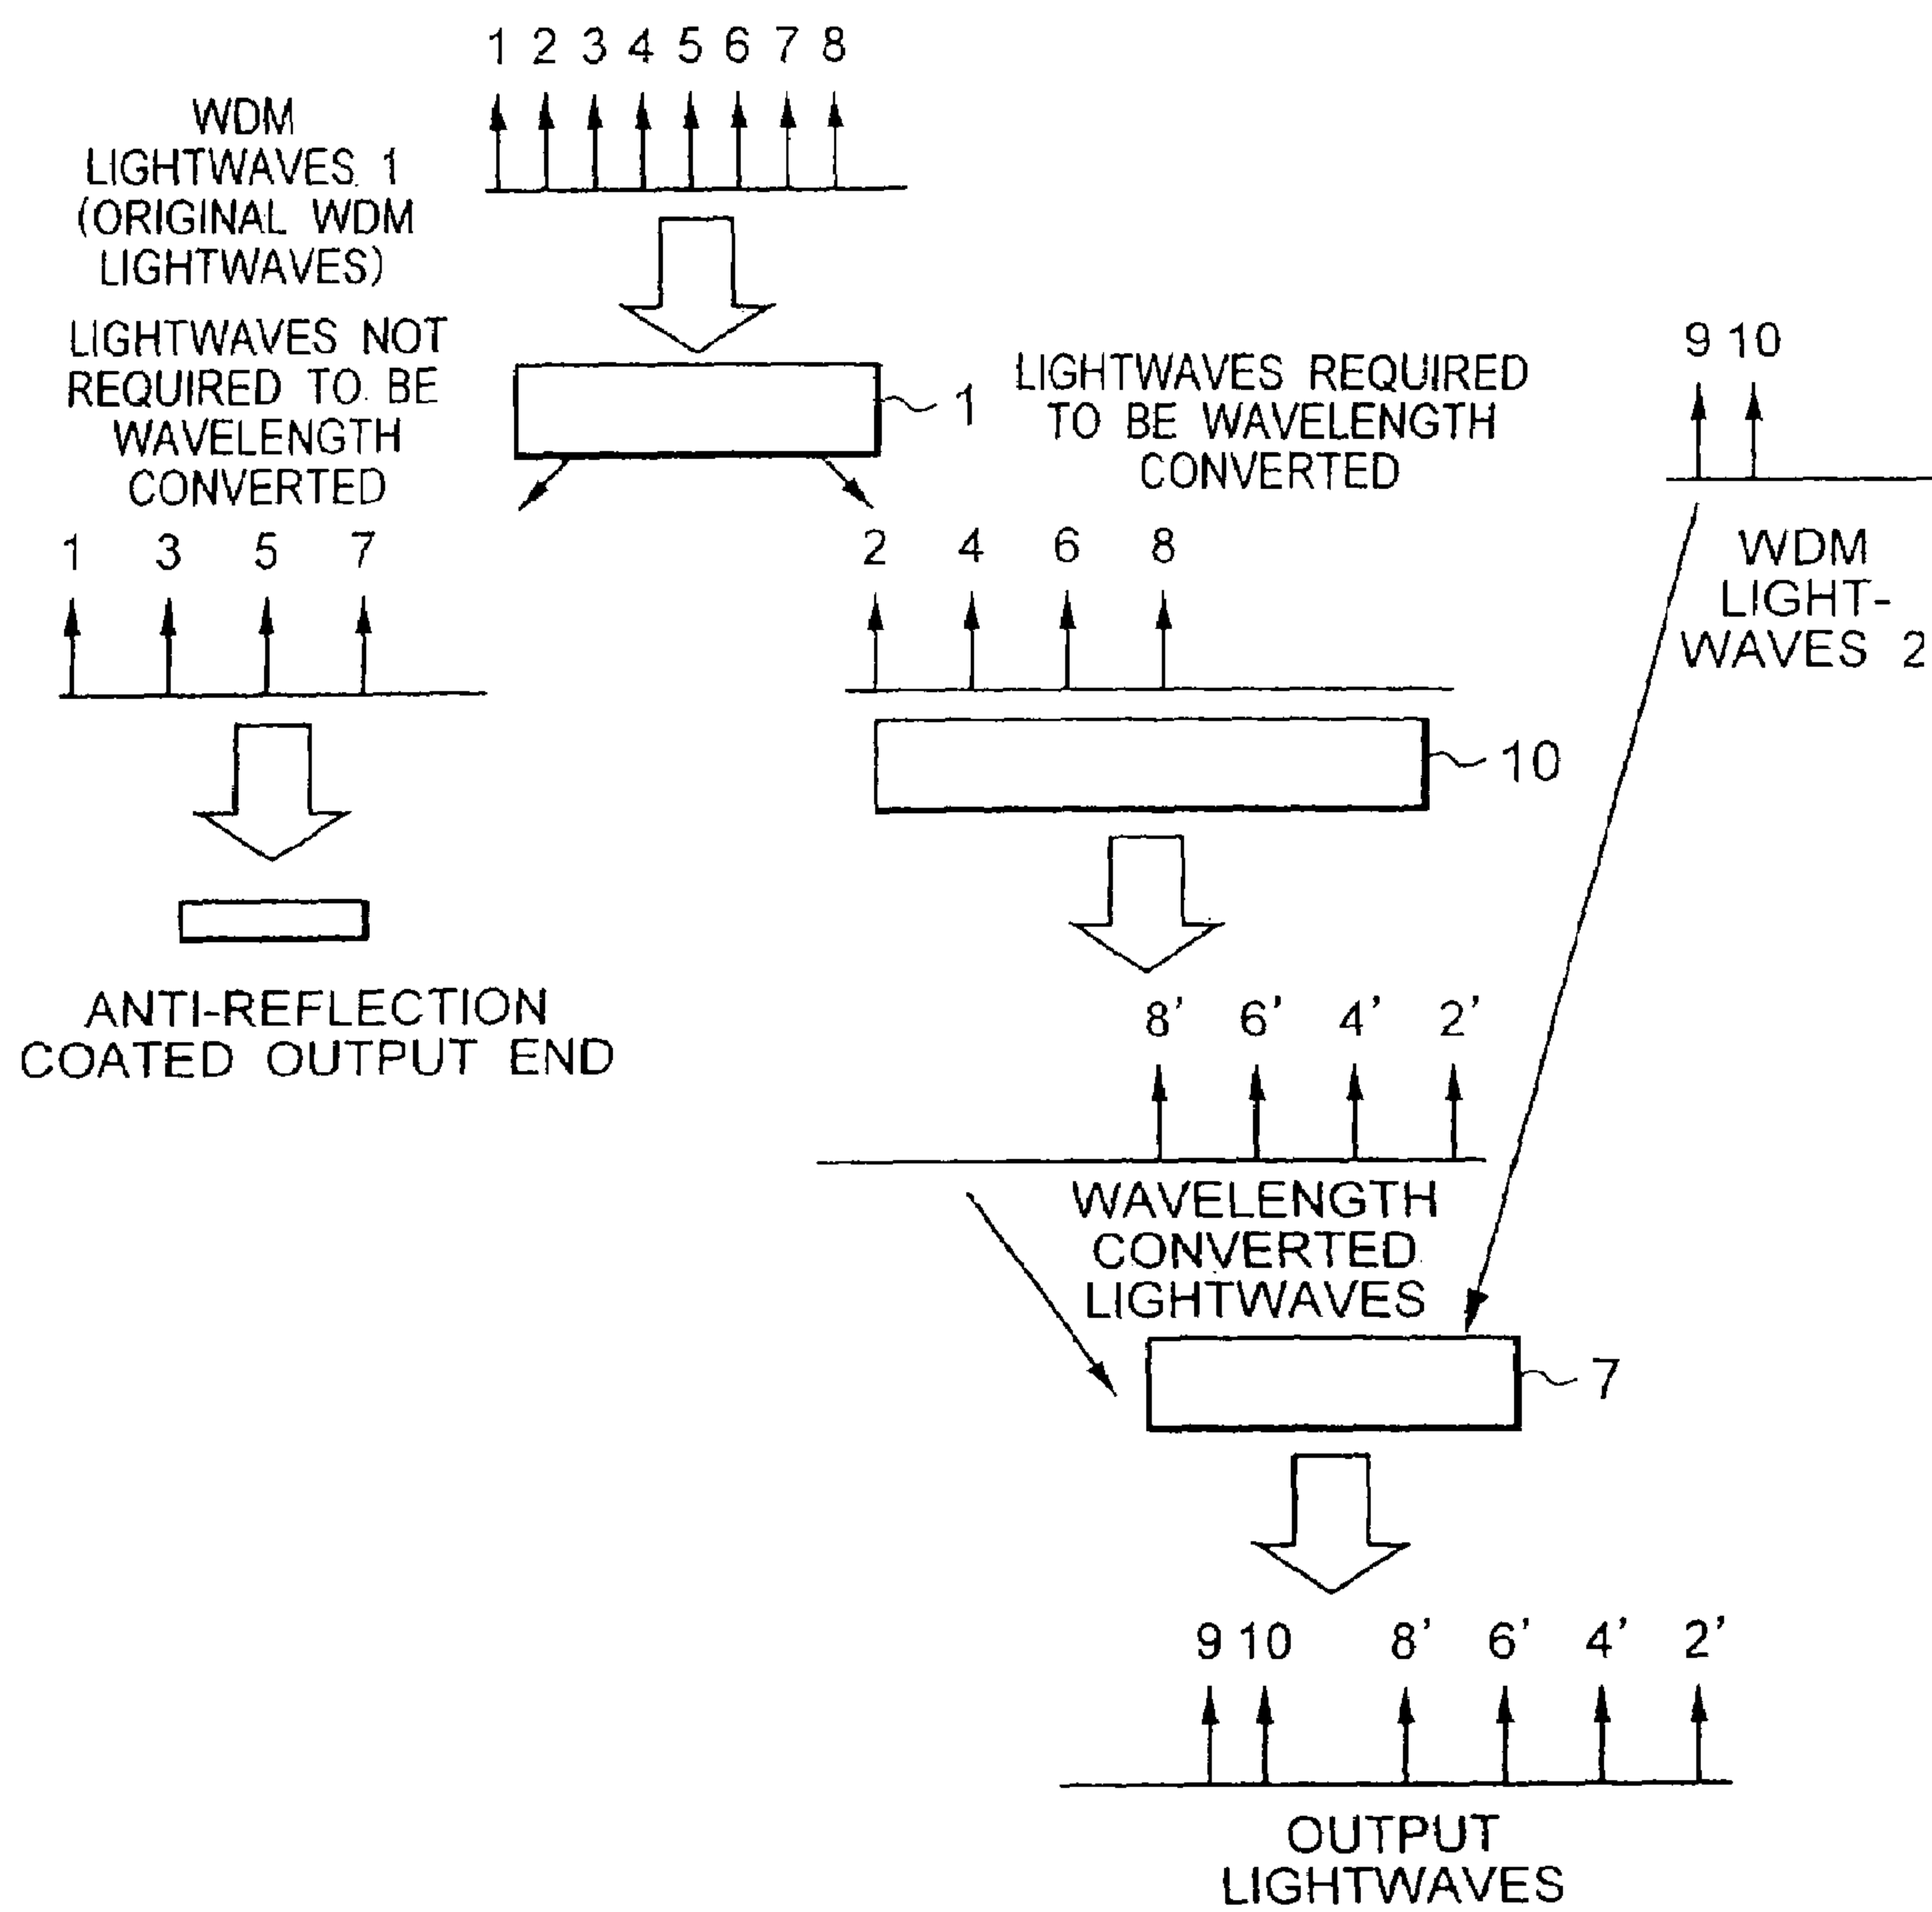 1 2 3 4 5 6 7 8
WDM
LIGHTWAVES 1
(ORIGINAL WDM
LIGHTWAVES)
LIGHTWAVES NOT
REQUIRED TO BE
WAVELENGTH
CONVERTED
1
LIGHTWAVES REQUIRED
TO BE WAVELENGTH
CONVERTED
9 10
WDM
LIGHT-
WAVES 2
1 3 5 7
2 4 6 8
10
ANTI-REFLECTION
COATED OUTPUT END
8' 6' 4' 2'
WAVELENGTH
CONVERTED
LIGHTWAVES
7
9 10 8' 6' 4' 2'
OUTPUT
LIGHTWAVES